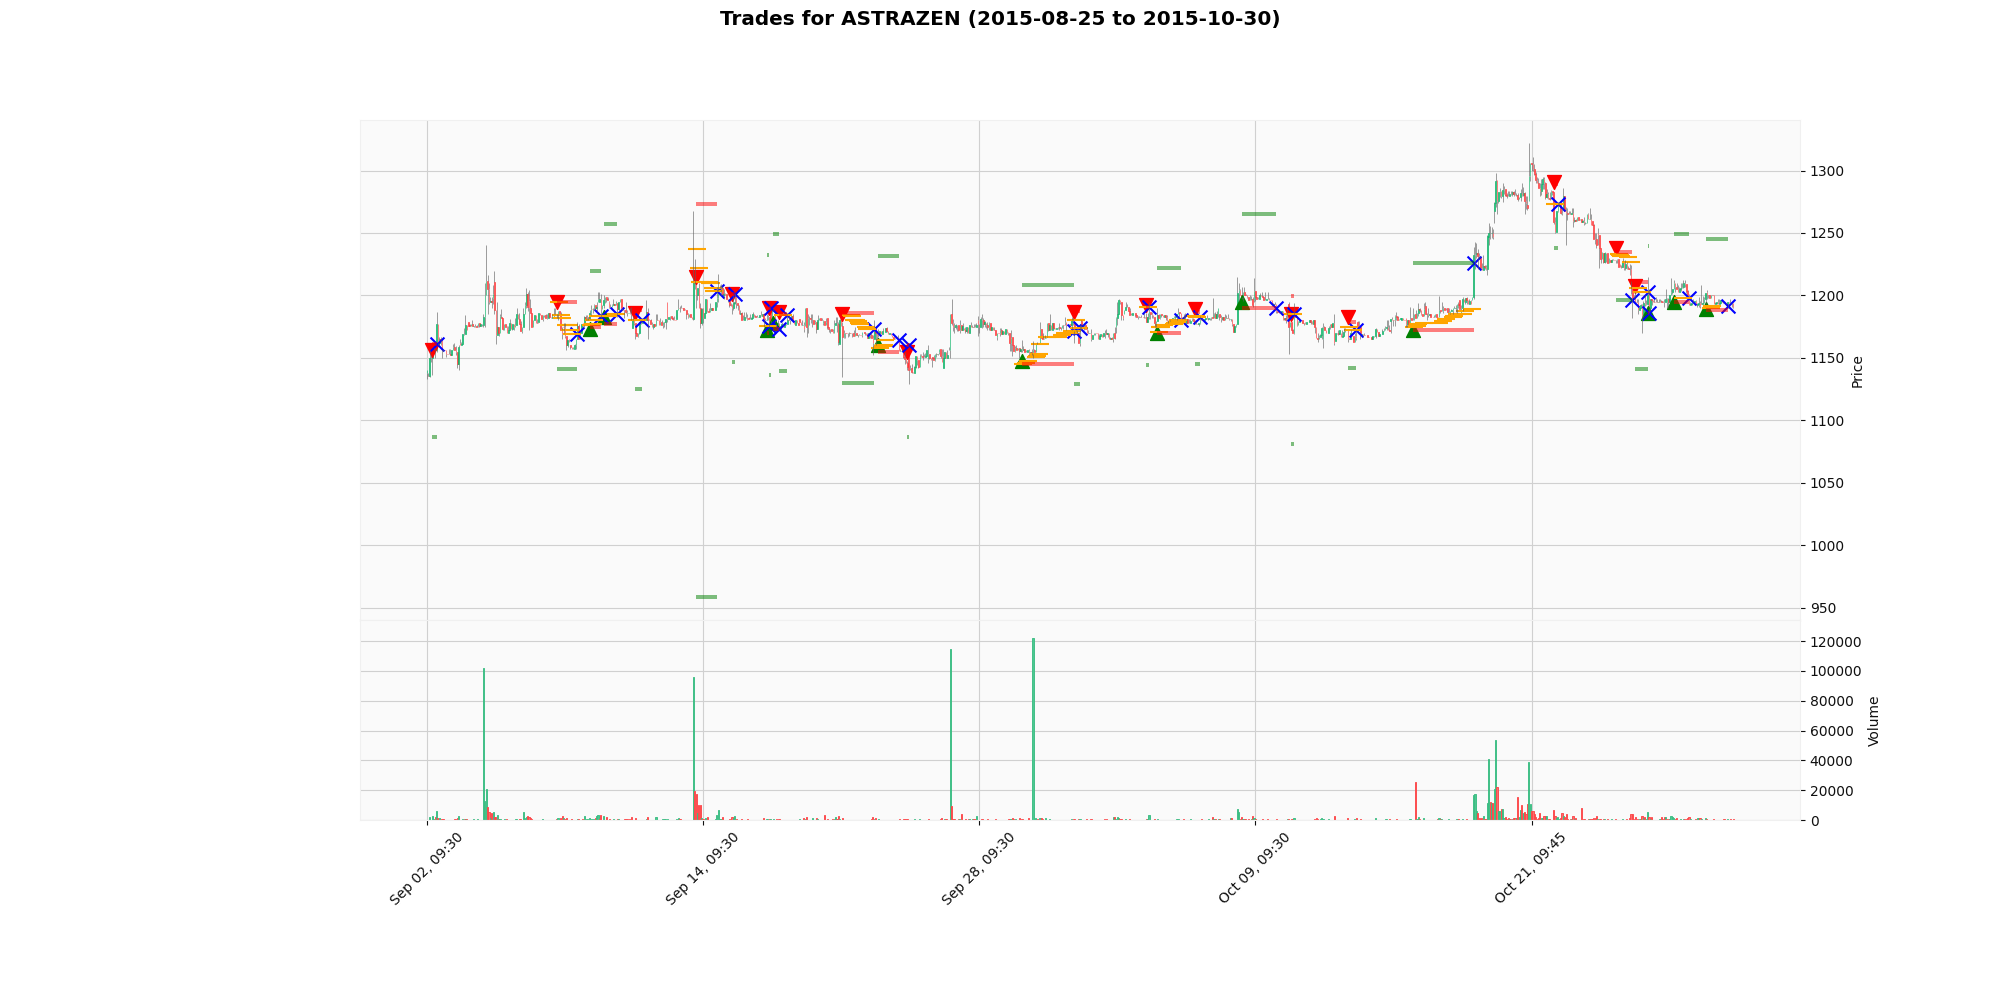 Trades for ASTRAZEN (2015-08-25 to 2015-10-30)
1300
1250
1200
1150
1100
1050
1000
950
Price
120000
100000
80000
60000
40000
20000
0
Volume
Sep 02, 09:30
Sep 14, 09:30
Sep 28, 09:30
Oct 09, 09:30
Oct 21, 09:45